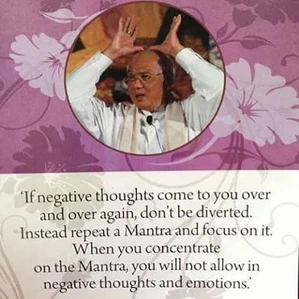 'If negative thoughts come to you over
and over again, don't be diverted.
Instead repeat a Mantra and focus on it.
When you concentrate
on the Mantra, you will not allow in
negative thoughts and emotions.'